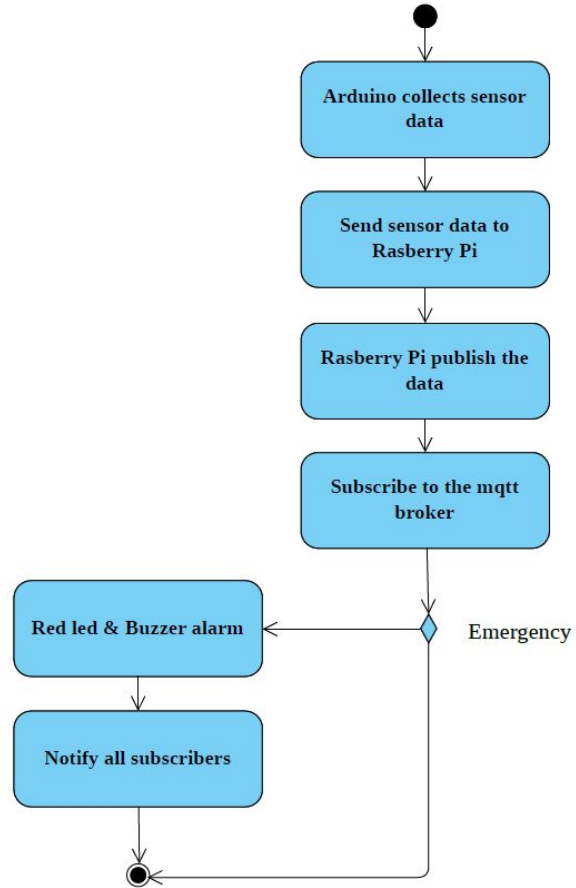 Arduino collects sensor
data
Send sensor data to
Rasberry Pi
Rasberry Pi publish the
data
Subscribe to the mqtt
broker
Emergency
Red led & Buzzer alarm
Notify all subscribers